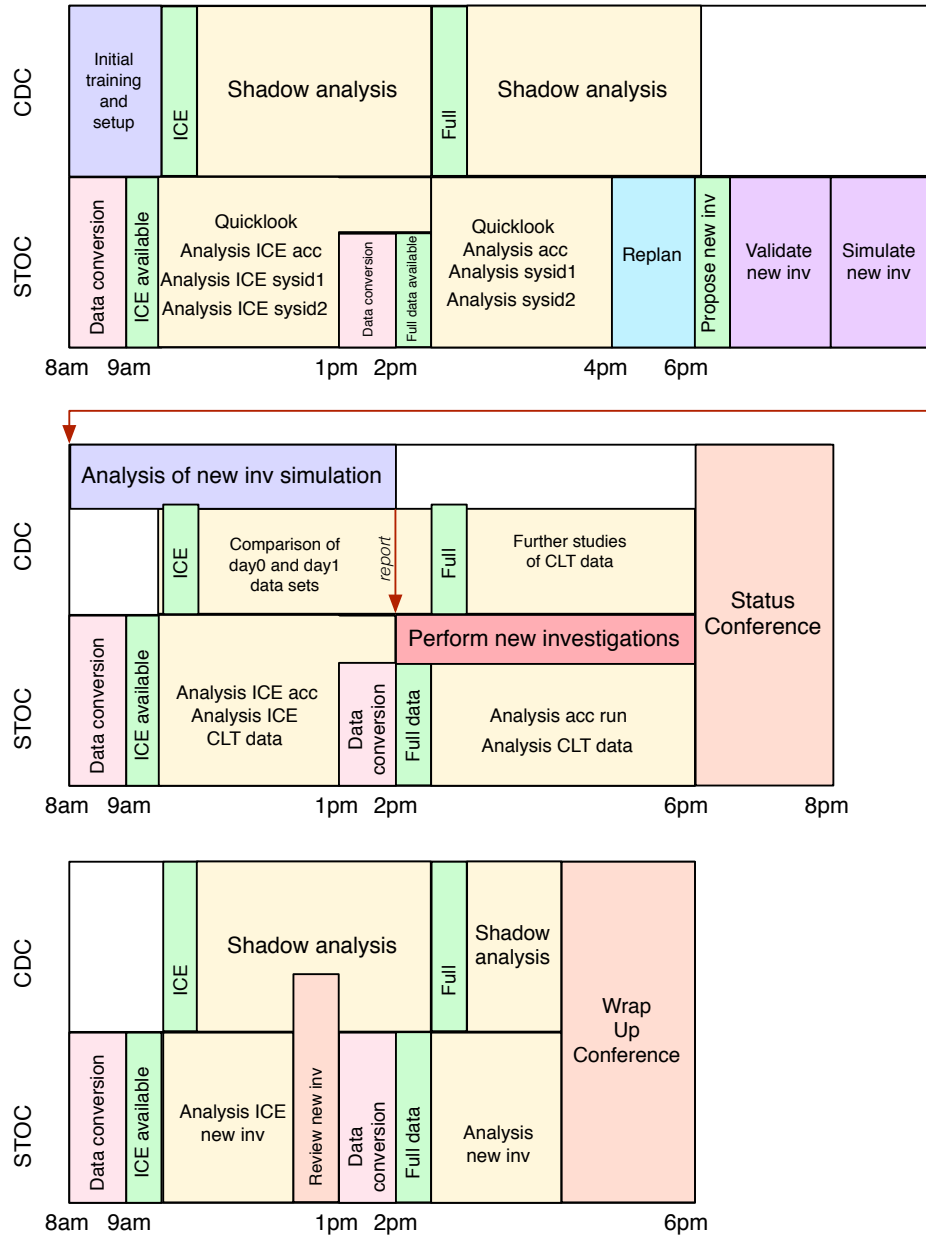 CDC
Initial
training
and
setup
ICE
Shadow analysis
Full
Shadow analysis
STOC
Data conversion
ICE available
Quicklook
Analysis ICE acc
Analysis ICE sysid1
Analysis ICE sysid2
Data conversion
Full data available
Quicklook
Analysis acc
Analysis sysid1
Analysis sysid2
Replan
Propose new inv
Validate
new inv
Simulate
new inv
8am 9am 1pm 2pm 4pm 6pm
CDC
Analysis of new inv simulation
ICE
Comparison of
day0 and day1
data sets
report
Full
Further studies
of CLT data
Status
Conference
STOC
Data conversion
ICE available
Analysis ICE acc
Analysis ICE
CLT data
Data
conversion
Full data
Perform new investigations
Analysis acc run
Analysis CLT data
8am 9am 1pm 2pm 6pm 8pm
CDC
ICE
Shadow analysis
Full
Shadow
analysis
Wrap
Up
Conference
STOC
Data conversion
ICE available
Analysis ICE
new inv
Review new inv
Data
conversion
Full data
Analysis
new inv
8am 9am 1pm 2pm 6pm